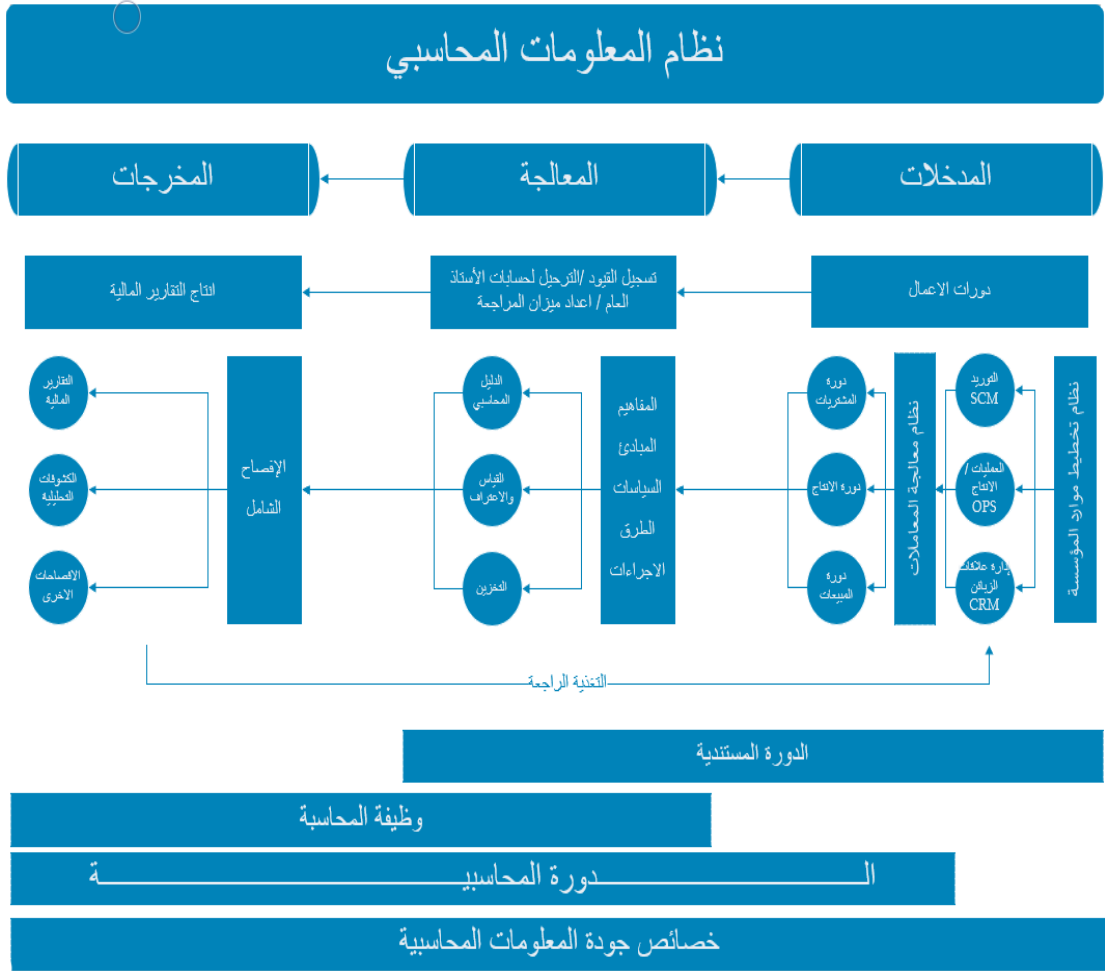 نظام المعلومات المحاسبي
المدخلات
المعالجة
المخرجات
دورات الاعمال
تسجيل القيود /الترحيل لحسابات الأستاذ
العام / اعداد ميزان المراجعة
انتاج التقارير المالية
نظام تخطيط موارد المؤسسة
التوريد
SCM
العمليات /
الانتاج
OPS
إدارة علاقات
الزبائن
CRM
نظام معالجة المعاملات
دورة
المشتريات
دورة الانتاج
دورة
المبيعات
المفاهيم
المبادئ
السياسات
الطرق
الاجراءات
الدليل
المحاسبي
القياس
والاعتراف
التخزين
الإفصاح
الشامل
التقارير
المالية
الكشوفات
التحليلية
الافصاحات
الاخرى
التغذية الراجعة
الدورة المستندية
وظيفة المحاسبة
الـــــــــــــدورة المحاسبيـــــــــــــة
خصائص جودة المعلومات المحاسبية